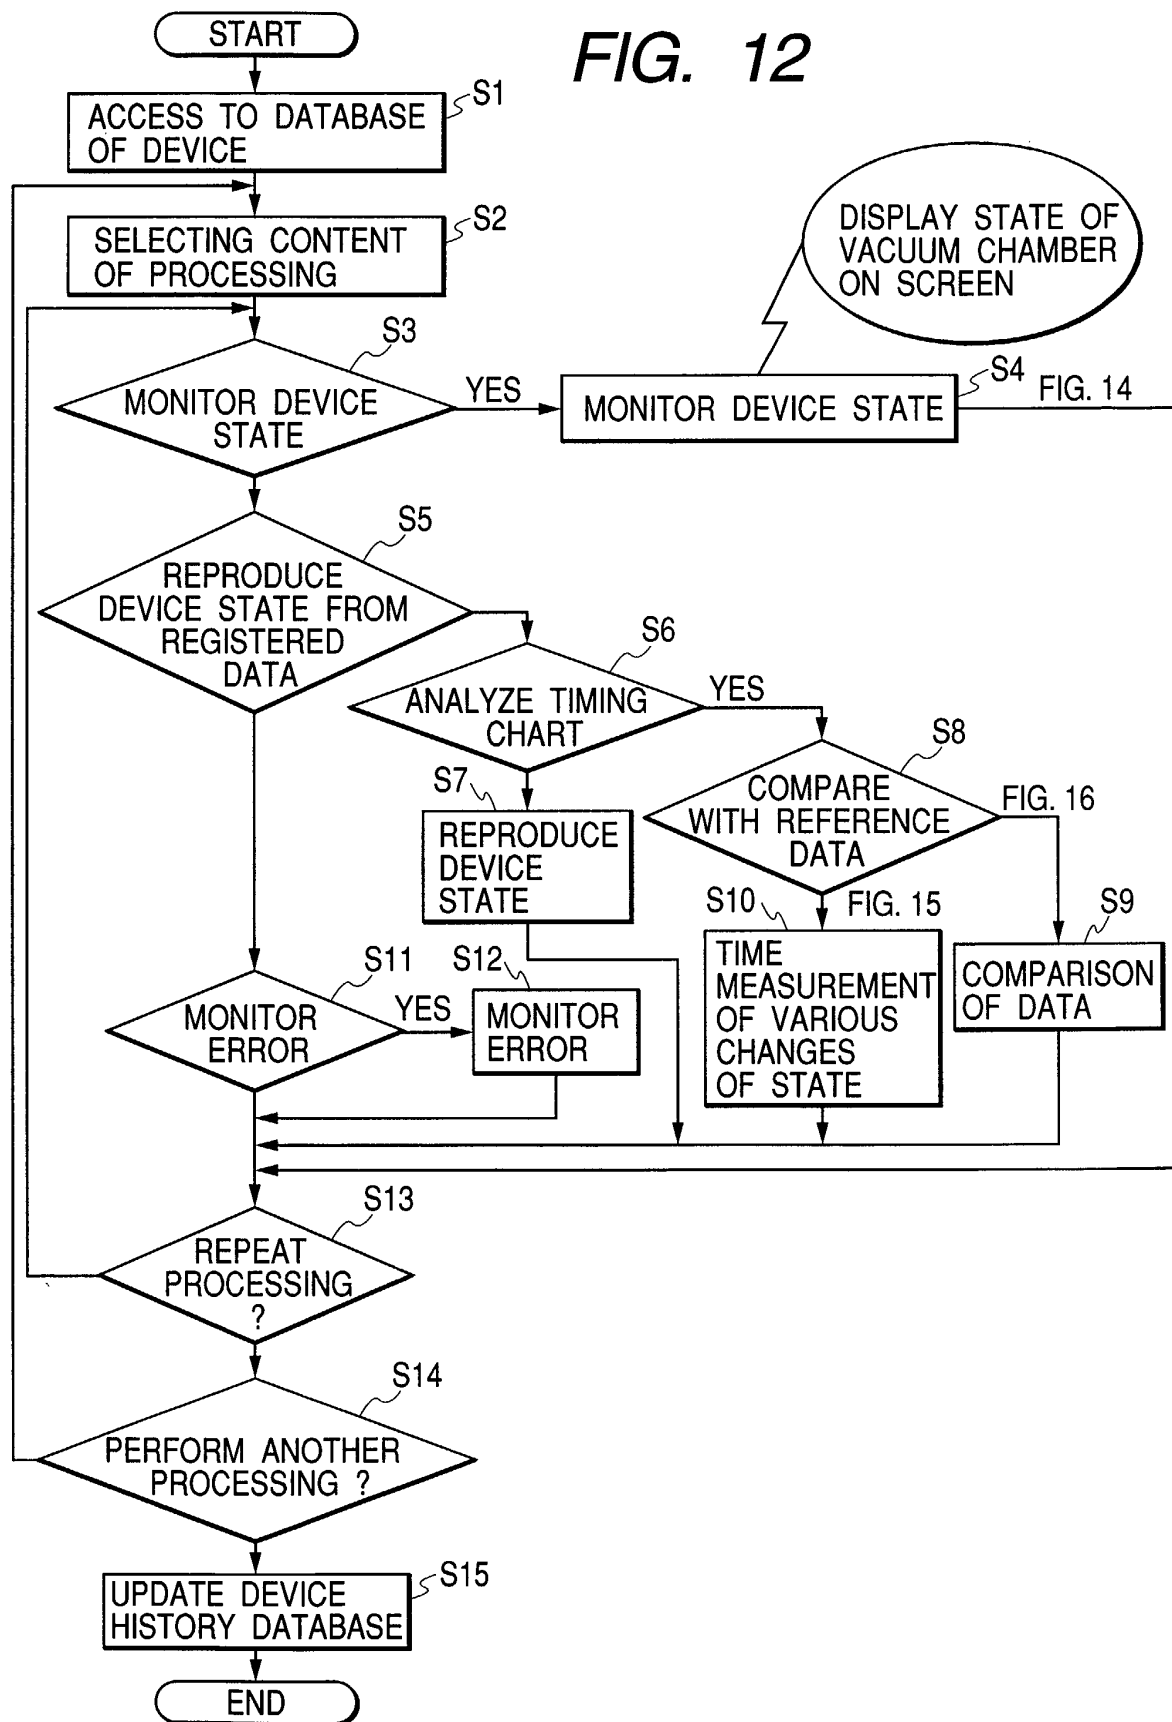 START
FIG. 12
S1
ACCESS TO DATABASE
OF DEVICE
S2
SELECTING CONTENT
OF PROCESSING
DISPLAY STATE OF
VACUUM CHAMBER
ON SCREEN
S3
MONITOR DEVICE
STATE
YES
S4
MONITOR DEVICE STATE
FIG. 14
S5
REPRODUCE
DEVICE STATE FROM
REGISTERED
DATA
S6
ANALYZE TIMING
CHART
YES
S7
REPRODUCE
DEVICE
STATE
S8
COMPARE
WITH REFERENCE
DATA
FIG. 16
S10
FIG. 15
TIME
MEASUREMENT
OF VARIOUS
CHANGES
OF STATE
S9
COMPARISON
OF DATA
S11
MONITOR
ERROR
YES
S12
MONITOR
ERROR
S13
REPEAT
PROCESSING
?
S14
PERFORM ANOTHER
PROCESSING ?
S15
UPDATE DEVICE
HISTORY DATABASE
END